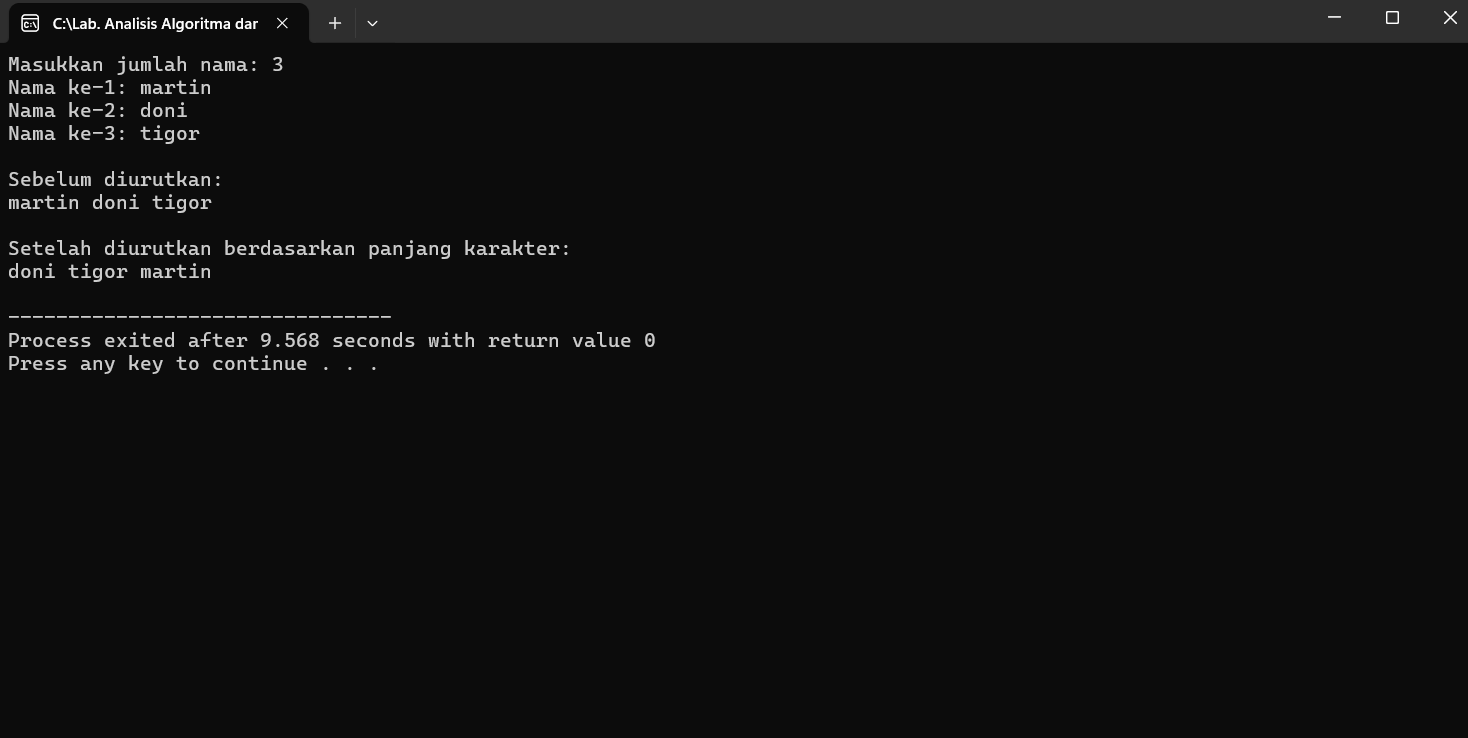 C:\Lab. Analisis Algoritma dar
Masukkan jumlah nama: 3
Nama ke-1: martin
Nama ke-2: doni
Nama ke-3: tigor
Sebelum diurutkan:
martin doni tigor
Setelah diurutkan berdasarkan panjang karakter:
doni tigor martin
--------------------------------
Process exited after 9.568 seconds with return value 0
Press any key to continue . . .